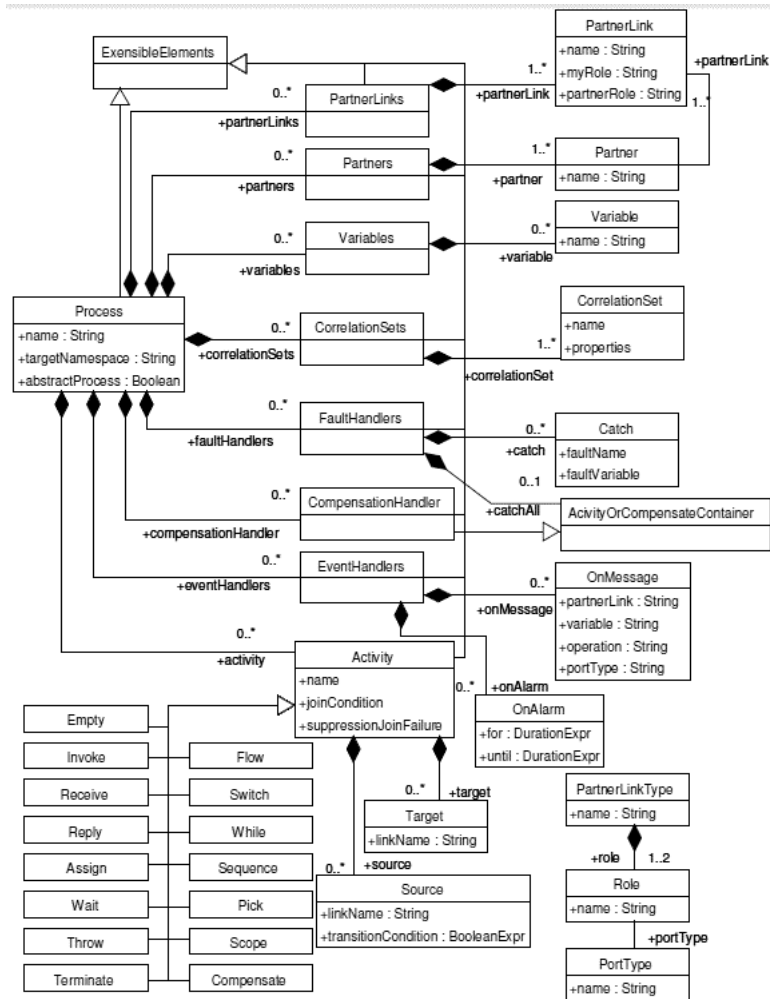 PartnerLink
+name : String
+myRole : String
+partnerRole : String
+partnerLink
1..*
ExensibleElements
0..*
PartnerLinks
1..*
+partnerLink
+partnerLinks
0..*
Partners
1..*
Partner
+name : String
+partners
+partner
0..*
Variables
0..*
Variable
+name : String
+variables
+variable
Process
+name : String
+targetNamespace : String
+abstractProcess : Boolean
0..*
CorrelationSets
+correlationSets
1..*
CorrelationSet
+name
+properties
+correlationSet
0..*
FaultHandlers
+faultHandlers
0..*
+catch
Catch
+faultName
+faultVariable
0..1
+catchAll
AcivityOrCompensateContainer
0..*
CompensationHandler
+compensationHandler
0..*
EventHandlers
+eventHandlers
0..*
+onMessage
OnMessage
+partnerLink : String
+variable : String
+operation : String
+portType : String
0..*
+activity
Activity
+name
+joinCondition
+suppressionJoinFailure
0..*
+onAlarm
OnAlarm
+for : DurationExpr
+until : DurationExpr
Empty
Invoke
Flow
Receive
Switch
Reply
While
Assign
Sequence
Wait
Pick
Throw
Scope
Terminate
Compensate
0..*
+target
Target
+linkName : String
0..*
+source
Source
+linkName : String
+transitionCondition : BooleanExpr
PartnerLinkType
+name : String
+role
1..2
Role
+name : String
+portType
PortType
+name : String